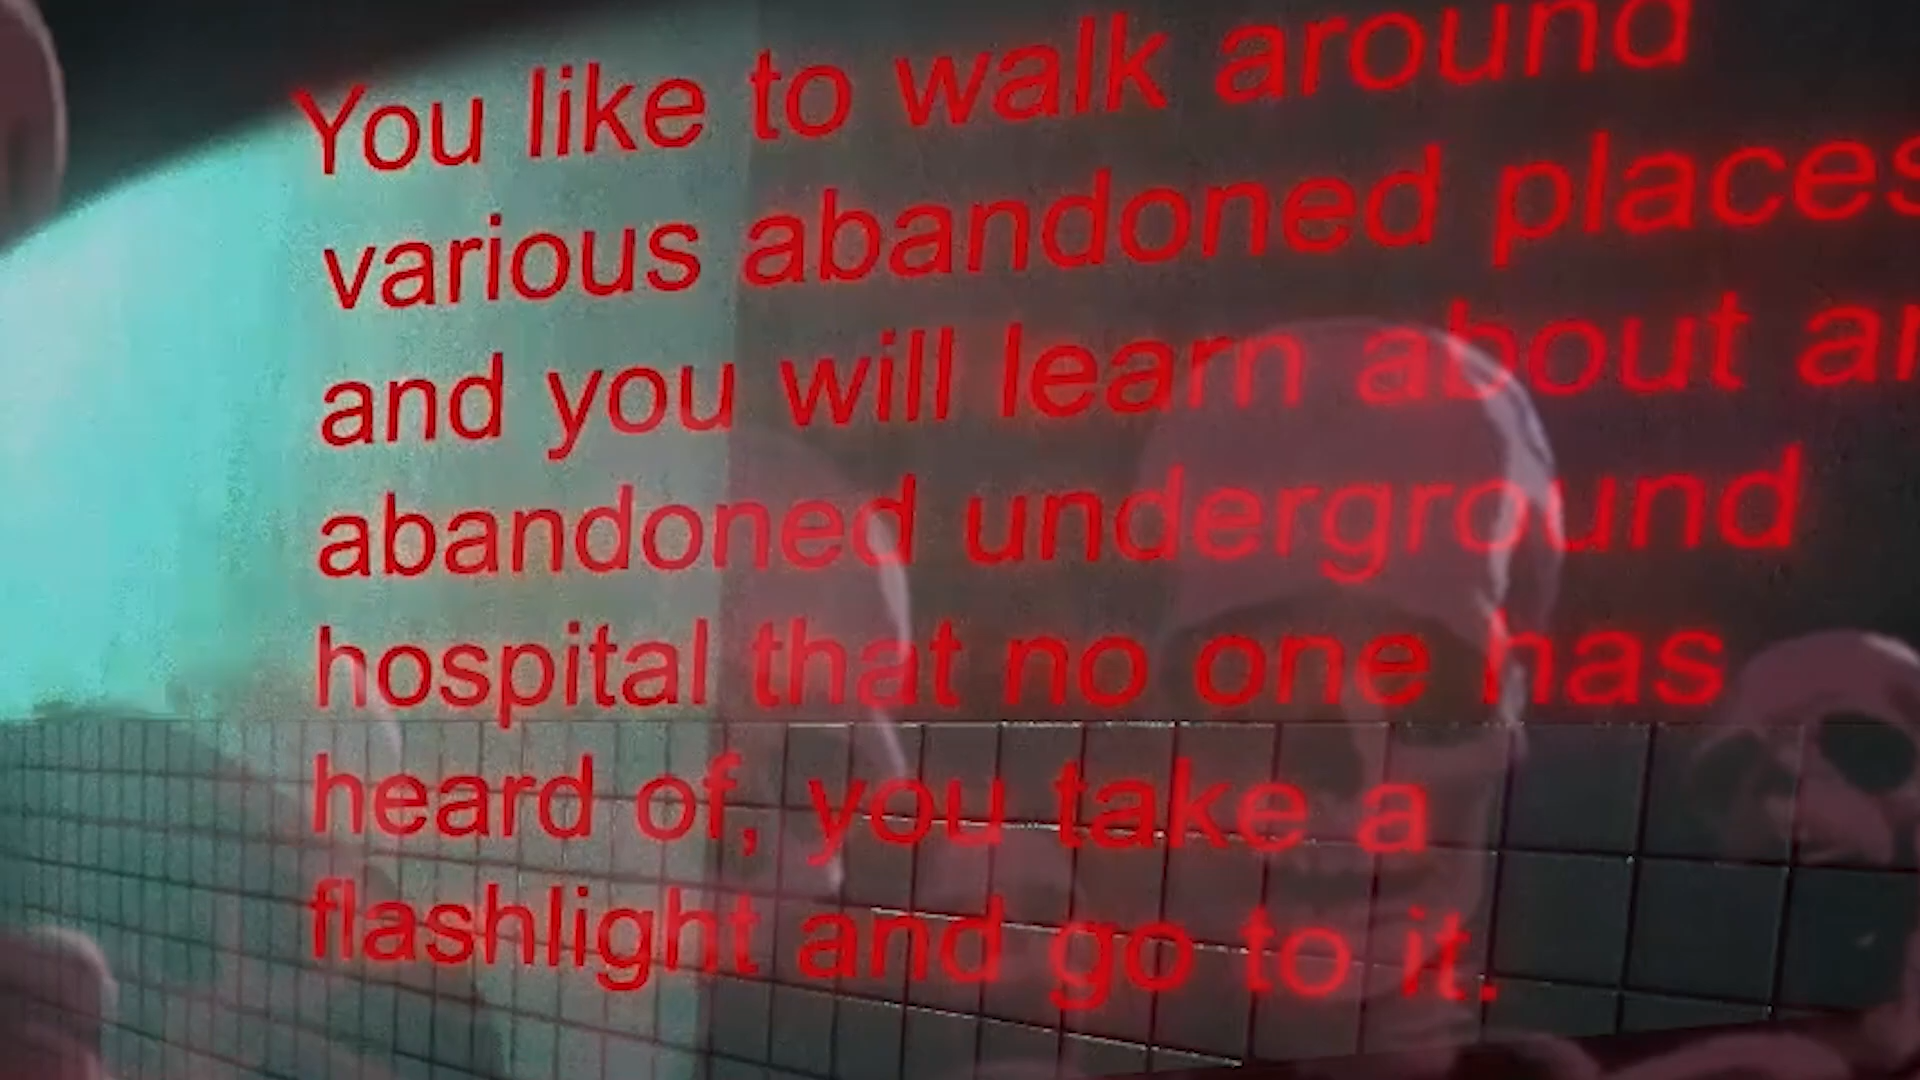 You like to walk around
various abandoned places
and you will learn about an
abandoned underground
hospital that no one has
heard of, you take a
flashlight and go to it.